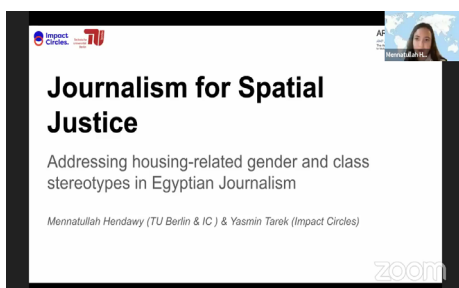 Impact
Circles.
Journalism for Spatial
Justice
Addressing housing-related gender and class
stereotypes in Egyptian Journalism
Mennatullah Hendawy (TU Berlin & IC ) & Yasmin Tarek (Impact Circles)
Mennatullah H...
zoom